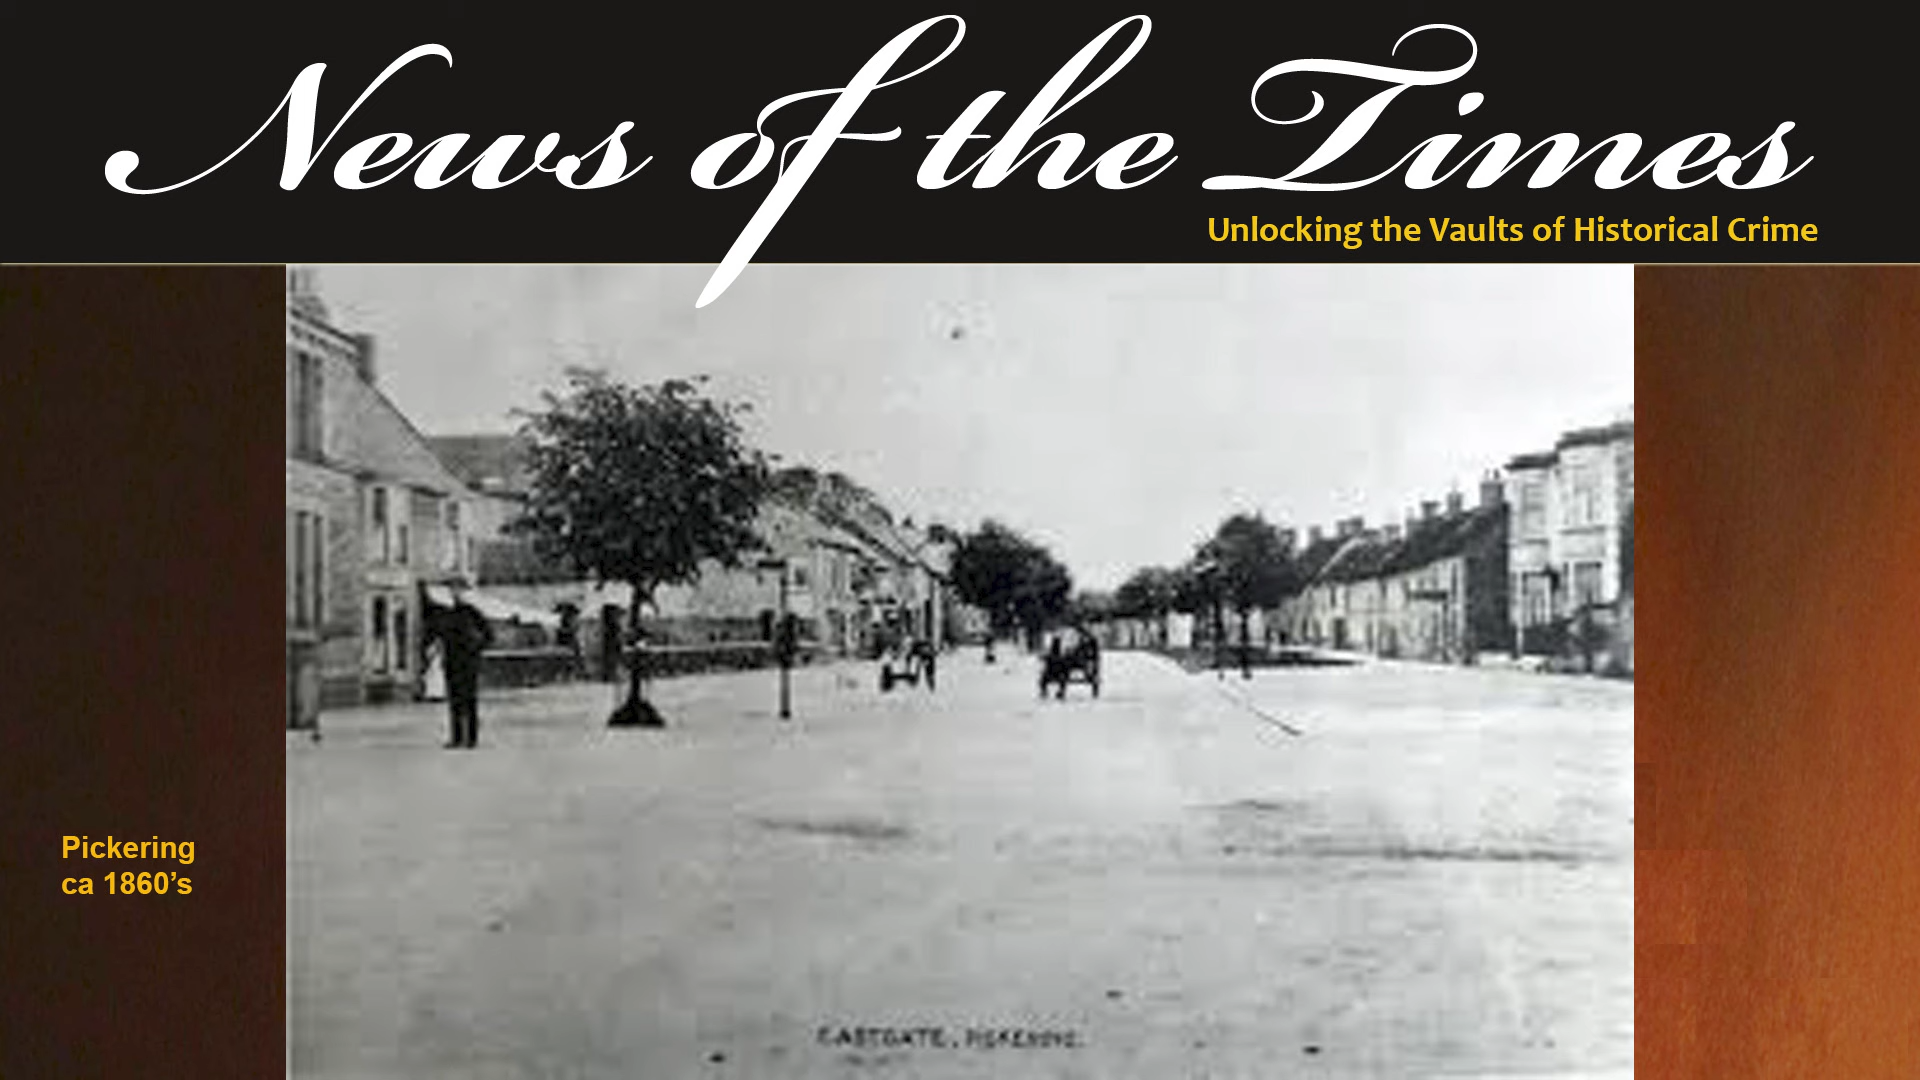 News of the Times
Unlocking the Vaults of Historical Crime
Pickering
ca 1860’s
EASTGATE, PICKERING.